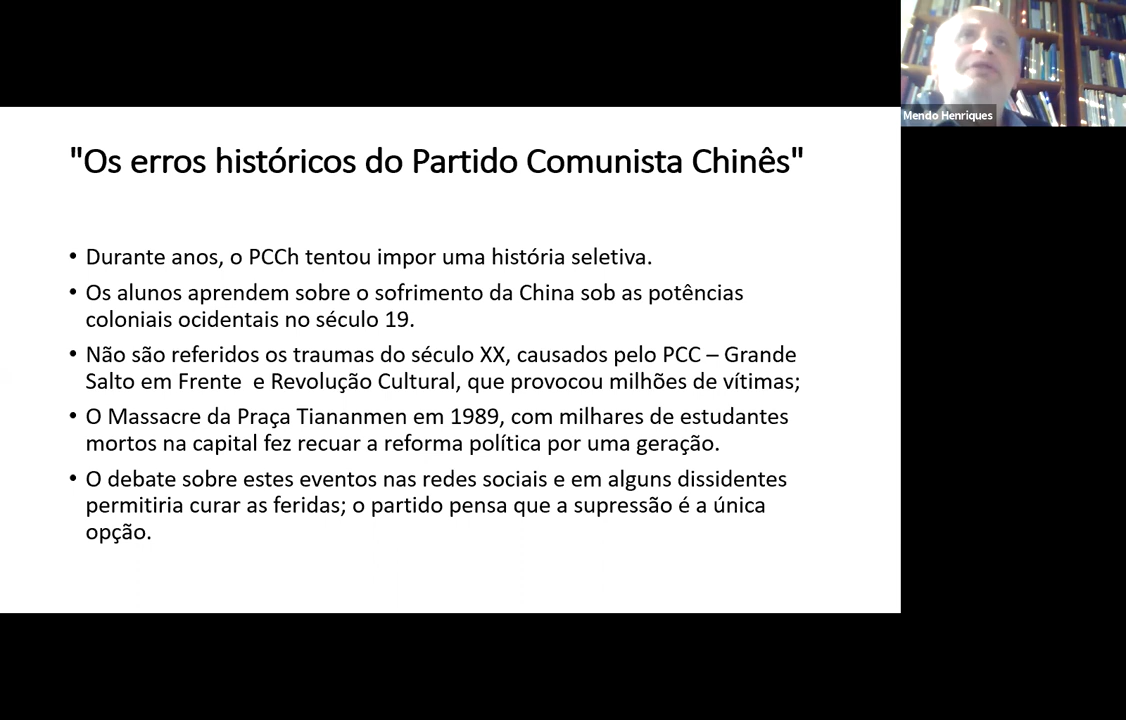 Mendo Henriques
"Os erros históricos do Partido Comunista Chinês"
• Durante anos, o PCCh tentou impor uma história seletiva.
• Os alunos aprendem sobre o sofrimento da China sob as potências
coloniais ocidentais no século 19.
• Não são referidos os traumas do século XX, causados pelo PCC – Grande
Salto em Frente  e Revolução Cultural, que provocou milhões de vítimas;
• O Massacre da Praça Tiananmen em 1989, com milhares de estudantes
mortos na capital fez recuar a reforma política por uma geração.
• O debate sobre estes eventos nas redes sociais e em alguns dissidentes
permitiria curar as feridas; o partido pensa que a supressão é a única
opção.